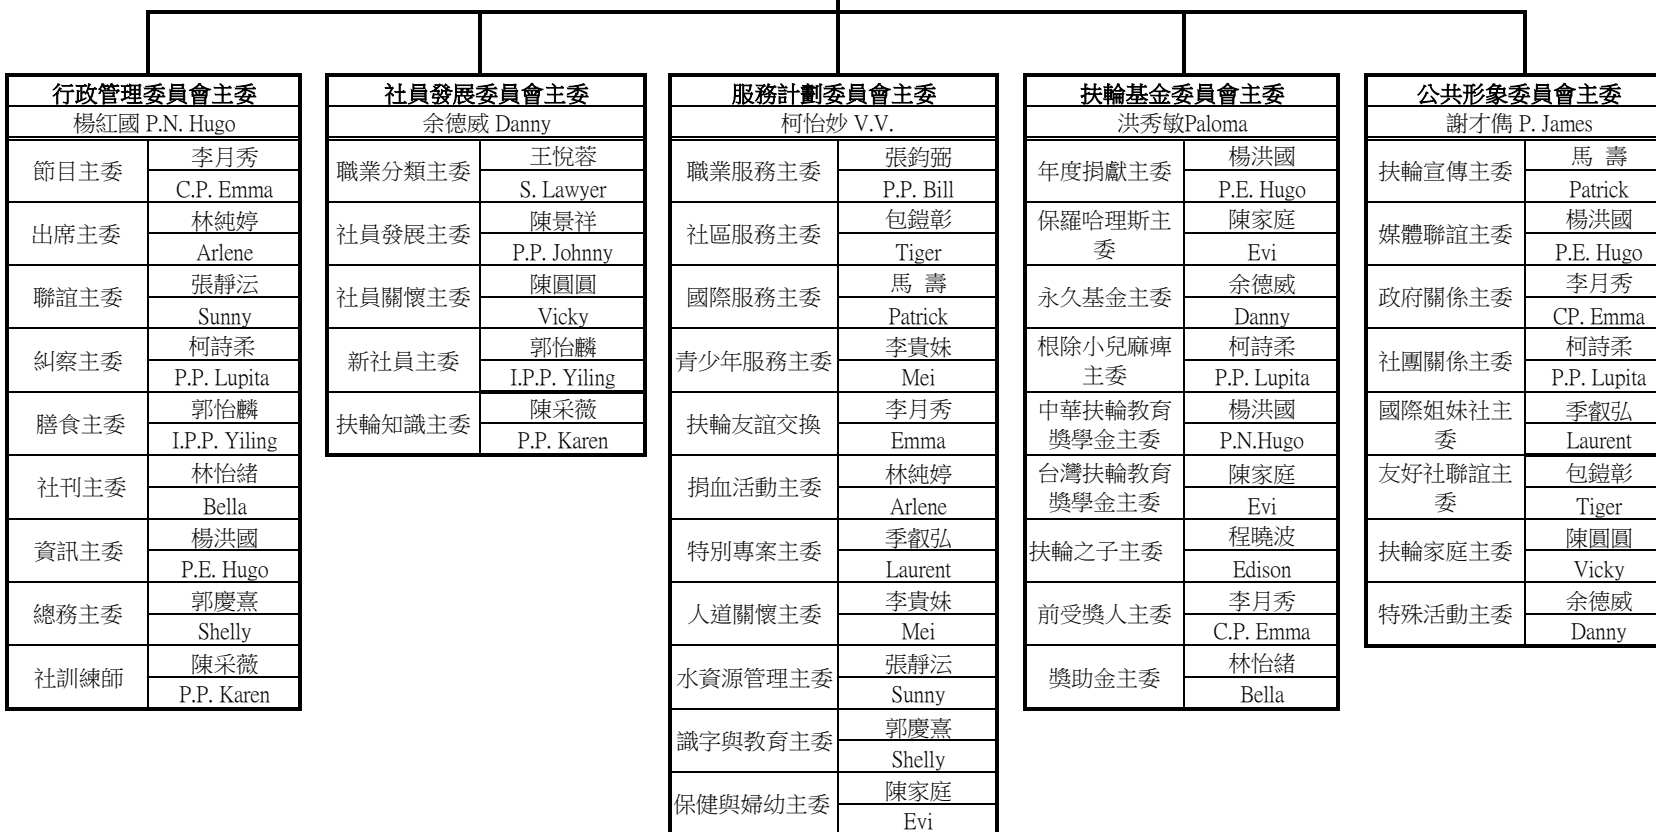 行政管理委員會主委
楊紅國 P.N. Hugo
節目主委
李月秀
C.P. Emma
出席主委
林純婷
Arlene
聯誼主委
張靜沄
Sunny
糾察主委
柯詩柔
P.P. Lupita
膳食主委
郭怡麟
I.P.P. Yiling
社刊主委
林怡緒
Bella
資訊主委
楊洪國
P.E. Hugo
總務主委
郭慶熹
Shelly
社訓練師
陳采薇
P.P. Karen
社員發展委員會主委
余德威 Danny
職業分類主委
王悅蓉
S. Lawyer
社員發展主委
陳景祥
P.P. Johnny
社員關懷主委
陳圓圓
Vicky
新社員主委
郭怡麟
I.P.P. Yiling
扶輪知識主委
陳采薇
P.P. Karen
服務計劃委員會主委
柯怡妙 V.V.
職業服務主委
張鈞弼
P.P. Bill
社區服務主委
包鎧彰
Tiger
國際服務主委
馬 壽
Patrick
青少年服務主委
李貴妹
Mei
扶輪友誼交換
李月秀
Emma
捐血活動主委
林純婷
Arlene
特別專案主委
季叡弘
Laurent
人道關懷主委
李貴妹
Mei
水資源管理主委
張靜沄
Sunny
識字與教育主委
郭慶熹
Shelly
保健與婦幼主委
陳家庭
Evi
扶輪基金委員會主委
洪秀敏Paloma
年度捐獻主委
楊洪國
P.E. Hugo
保羅哈理斯主
委
陳家庭
Evi
永久基金主委
余德威
Danny
根除小兒麻痺
主委
柯詩柔
P.P. Lupita
中華扶輪教育
獎學金主委
楊洪國
P.N.Hugo
台灣扶輪教育
獎學金主委
陳家庭
Evi
扶輪之子主委
程曉波
Edison
前受獎人主委
李月秀
C.P. Emma
獎助金主委
林怡緒
Bella
公共形象委員會主委
謝才雋 P. James
扶輪宣傳主委
馬 壽
Patrick
媒體聯誼主委
楊洪國
P.E. Hugo
政府關係主委
李月秀
CP. Emma
社團關係主委
柯詩柔
P.P. Lupita
國際姐妹社主
委
季叡弘
Laurent
友好社聯誼主
委
包鎧彰
Tiger
扶輪家庭主委
陳圓圓
Vicky
特殊活動主委
余德威
Danny